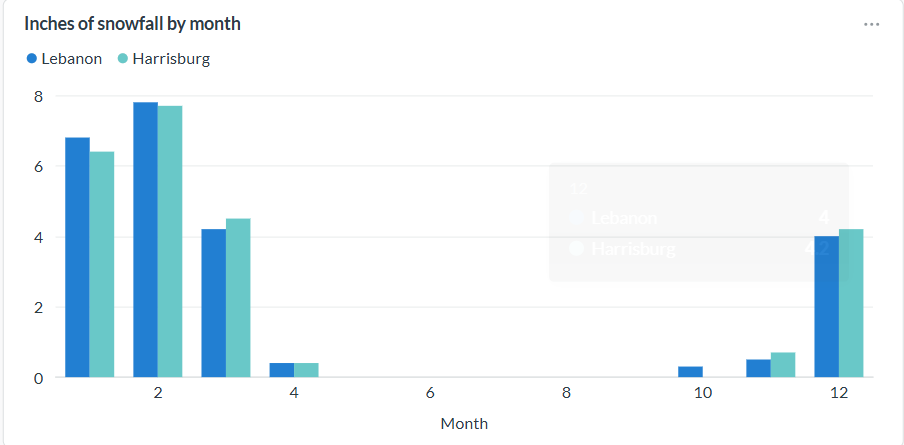 Inches of snowfall by month
Lebanon Harrisburg
8
6
4
2
0
12
Lebanon 4
Harrisburg 4.2
2 4 6 8 10 12
Month